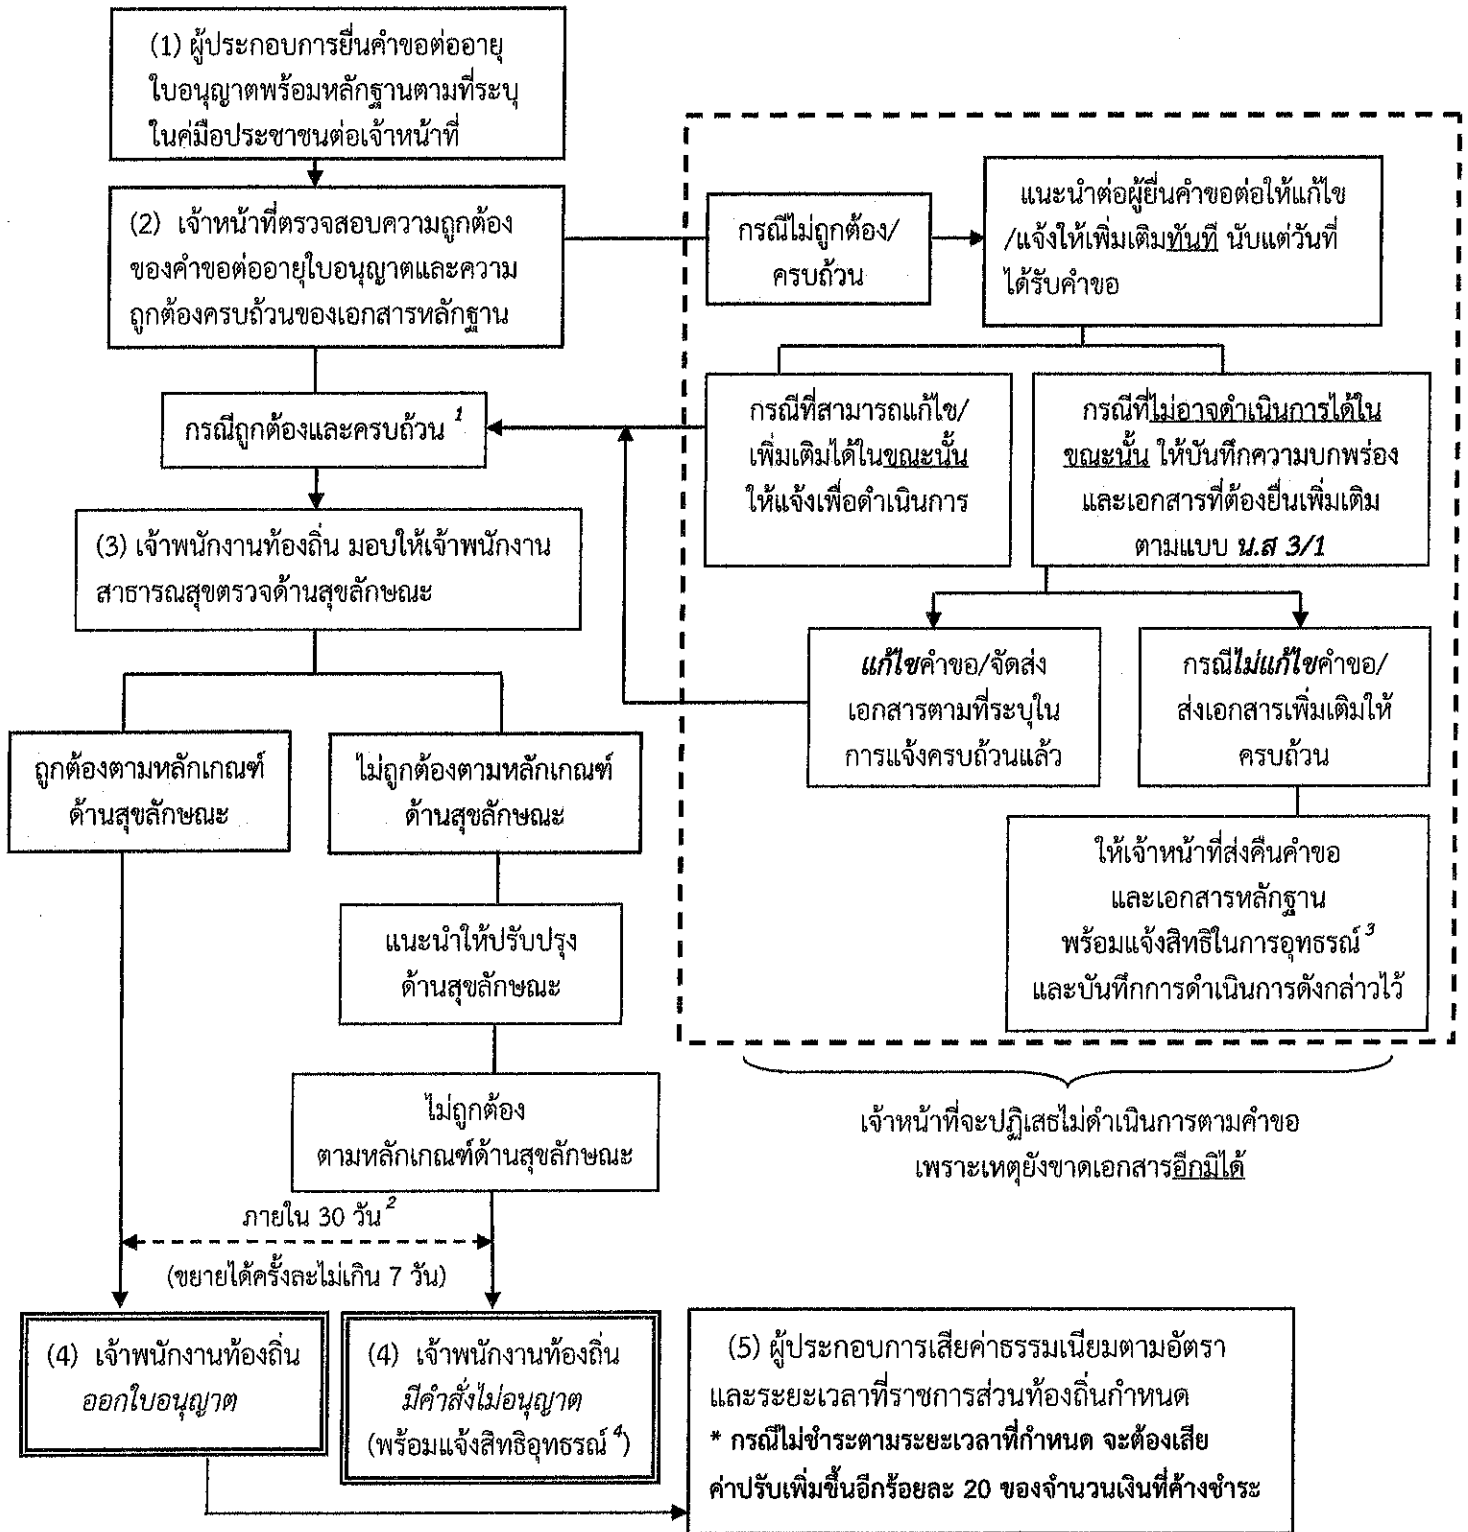 (1) ผู้ประกอบการยื่นคำขอต่ออายุ
ใบอนุญาตพร้อมหลักฐานตามที่ระบุ
ในคู่มือประชาชนต่อเจ้าหน้าที่
(2) เจ้าหน้าที่ตรวจสอบความถูกต้อง
ของคำขอต่ออายุใบอนุญาตและความ
ถูกต้องครบถ้วนของเอกสารหลักฐาน
กรณีไม่ถูกต้อง/
ครบถ้วน
แนะนำต่อผู้ยื่นคำขอต่อให้แก้ไข
/แจ้งให้เพิ่มเติมทันที นับแต่วันที่
ได้รับคำขอ
กรณีถูกต้องและครบถ้วน 1
กรณีที่สามารถแก้ไข/
เพิ่มเติมได้ในขณะนั้น
ให้แจ้งเพื่อดำเนินการ
กรณีที่ไม่อาจดำเนินการได้ใน
ขณะนั้น ให้บันทึกความบกพร่อง
และเอกสารที่ต้องยื่นเพิ่มเติม
ตามแบบ น.ส 3/1
(3) เจ้าพนักงานท้องถิ่น มอบให้เจ้าพนักงาน
สาธารณสุขตรวจด้านสุขลักษณะ
แก้ไขคำขอ/จัดส่ง
เอกสารตามที่ระบุใน
การแจ้งครบถ้วนแล้ว
กรณีไม่แก้ไขคำขอ/
ส่งเอกสารเพิ่มเติมให้
ครบถ้วน
ถูกต้องตามหลักเกณฑ์
ด้านสุขลักษณะ
ไม่ถูกต้องตามหลักเกณฑ์
ด้านสุขลักษณะ
ให้เจ้าหน้าที่ส่งคืนคำขอ
และเอกสารหลักฐาน
พร้อมแจ้งสิทธิในการอุทธรณ์ 3
และบันทึกการดำเนินการดังกล่าวไว้
แนะนำให้ปรับปรุง
ด้านสุขลักษณะ
ไม่ถูกต้อง
ตามหลักเกณฑ์ด้านสุขลักษณะ
เจ้าหน้าที่จะปฏิเสธไม่ดำเนินการตามคำขอ
เพราะเหตุยังขาดเอกสารอีกมิได้
ภายใน 30 วัน 2
(ขยายได้ครั้งละไม่เกิน 7 วัน)
(4) เจ้าพนักงานท้องถิ่น
ออกใบอนุญาต
(4) เจ้าพนักงานท้องถิ่น
มีคำสั่งไม่อนุญาต
(พร้อมแจ้งสิทธิอุทธรณ์ 4)
(5) ผู้ประกอบการเสียค่าธรรมเนียมตามอัตรา
และระยะเวลาที่ราชการส่วนท้องถิ่นกำหนด
* กรณีไม่ชำระตามระยะเวลาที่กำหนด จะต้องเสีย
ค่าปรับเพิ่มขึ้นอีกร้อยละ 20 ของจำนวนเงินที่ค้างชำระ